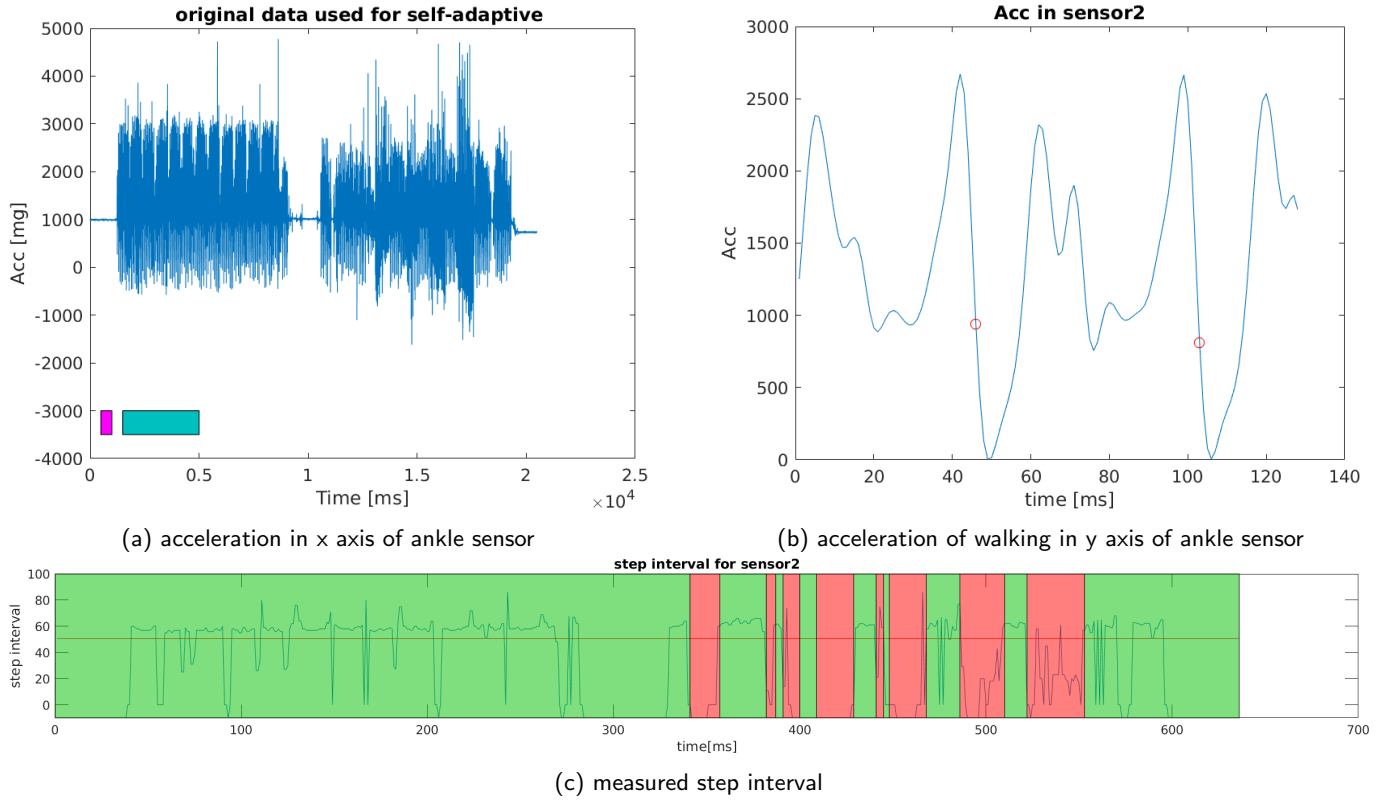 original data used for self-adaptive
5000
4000
3000
2000
1000
0
-1000
-2000
-3000
-4000
Acc [mg]
0 0.5 1 1.5 2 2.5
Time [ms]
×10^4
(a) acceleration in x axis of ankle sensor
Acc in sensor2
3000
2500
2000
1500
1000
500
0
Acc
0 20 40 60 80 100 120 140
time [ms]
(b) acceleration of walking in y axis of ankle sensor
step interval for sensor2
100
80
60
40
20
0
step interval
0 100 200 300 400 500 600 700
time[ms]
(c) measured step interval